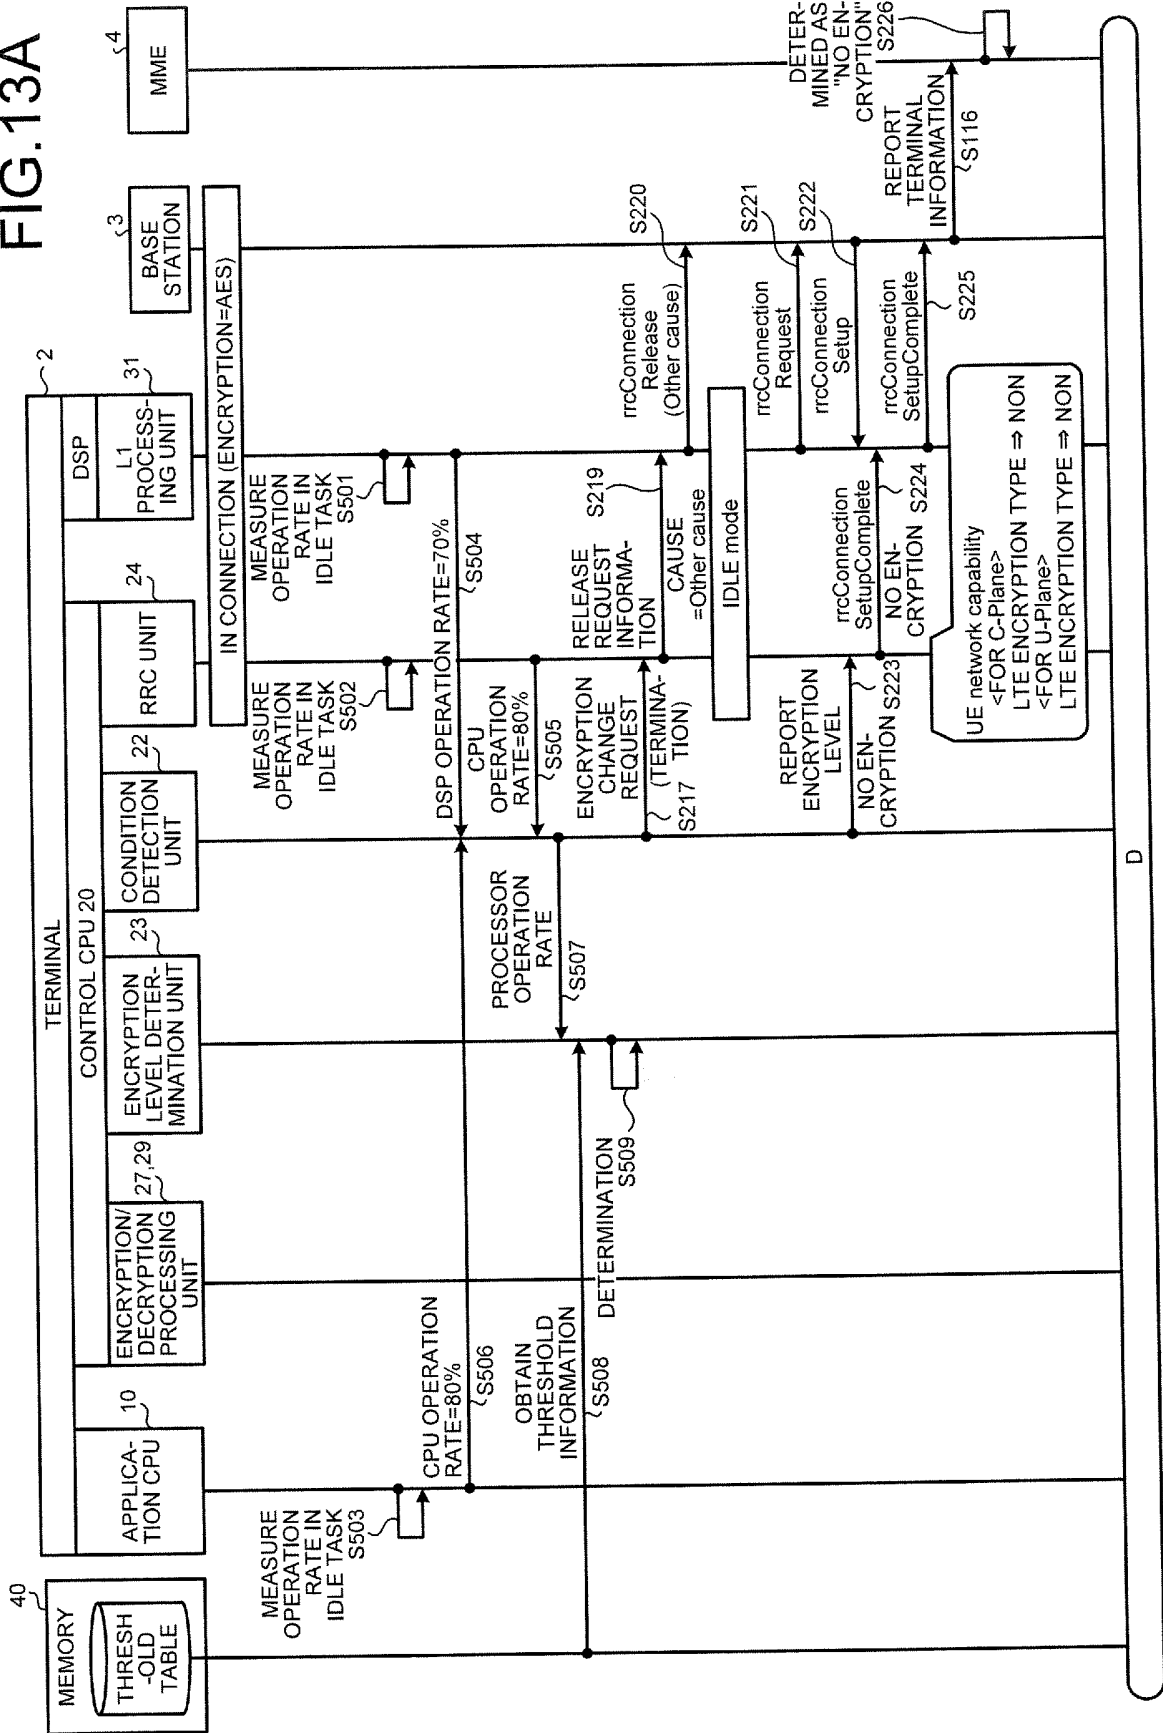 FIG.13A
40
MEMORY
THRESH
-OLD
TABLE
TERMINAL
2
CONTROL CPU 20
DSP
APPLICA-
TION CPU
10
ENCRYPTION/
DECRYPTION
PROCESSING
UNIT
27,29
ENCRYPTION
LEVEL DETER-
MINATION UNIT
23
CONDITION
DETECTION
UNIT
22
RRC UNIT
24
L1
PROCESS-
ING UNIT
31
BASE
STATION
3
MME
4
IN CONNECTION (ENCRYPTION=AES)
MEASURE
OPERATION
RATE IN
IDLE TASK
S501
MEASURE
OPERATION
RATE IN
IDLE TASK
S502
MEASURE
OPERATION
RATE IN
IDLE TASK
S503
DSP OPERATION RATE=70%
S504
CPU
OPERATION
RATE=80%
S505
CPU OPERATION
RATE=80%
S506
PROCESSOR
OPERATION
RATE
S507
OBTAIN
THRESHOLD
INFORMATION
S508
DETERMINATION
S509
ENCRYPTION
CHANGE
REQUEST
(TERMINA-
TION)
S217
RELEASE
REQUEST
INFORMA-
TION
S219
CAUSE
=Other cause
rrcConnection
Release
(Other cause)
S220
IDLE mode
rrcConnection
Request
S221
rrcConnection
Setup
S222
REPORT
ENCRYPTION
LEVEL
NO EN-
CRYPTION
S223
rrcConnection
SetupComplete
NO EN-
CRYPTION
S224
rrcConnection
SetupComplete
S225
UE network capability
<FOR C-Plane>
LTE ENCRYPTION TYPE ⇒ NON
<FOR U-Plane>
LTE ENCRYPTION TYPE ⇒ NON
REPORT
TERMINAL
INFORMATION
S116
DETER-
MINED AS
"NO EN-
CRYPTION"
S226
D